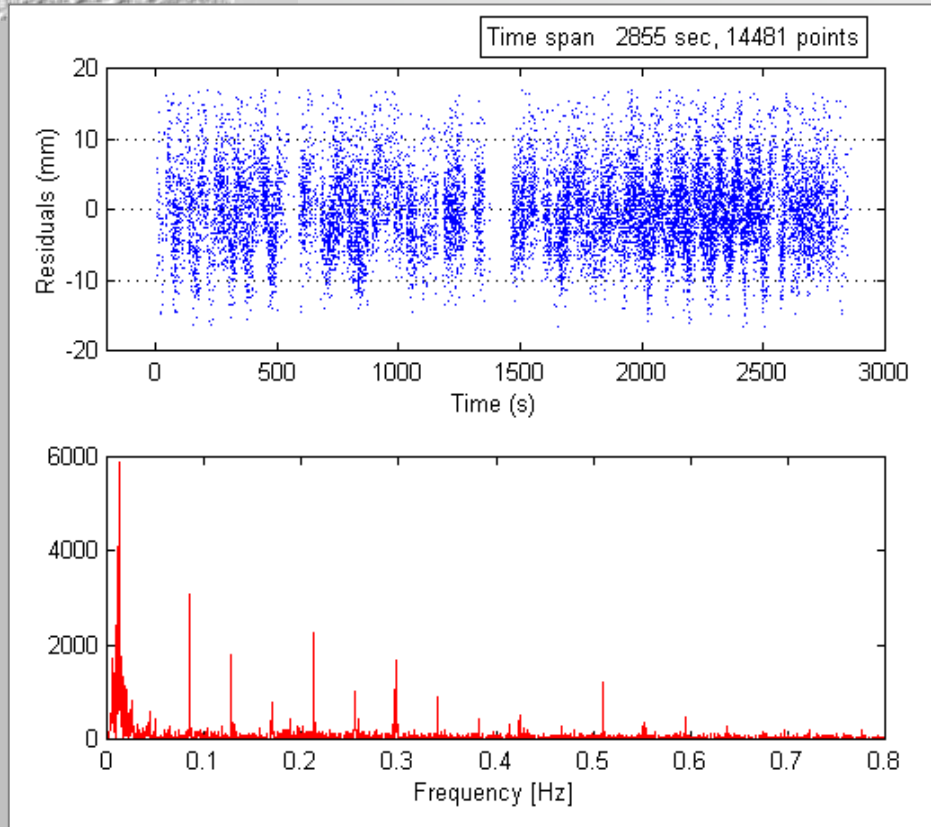 Time span 2855 sec, 14481 points
20
10
0
-10
-20
Residuals (mm)
0 500 1000 1500 2000 2500 3000
Time (s)
6000
4000
2000
0
0 0.1 0.2 0.3 0.4 0.5 0.6 0.7 0.8
Frequency [Hz]